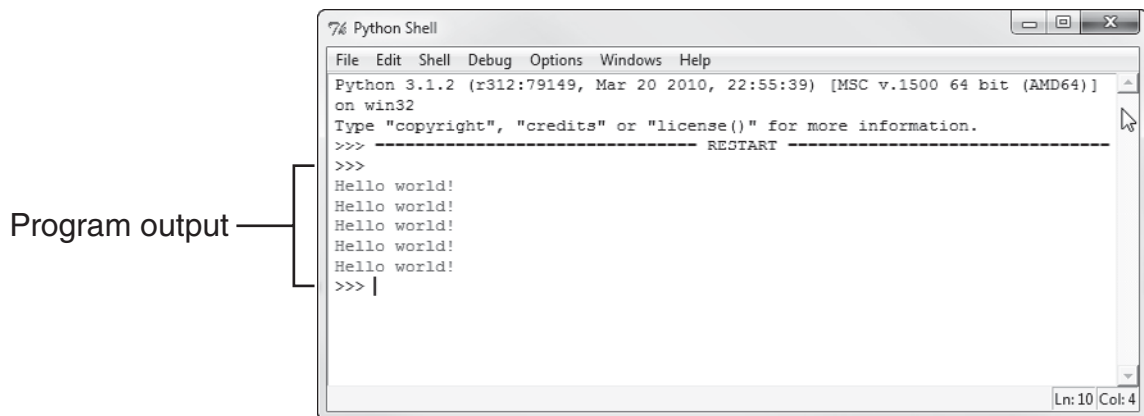 Python Shell
File Edit Shell Debug Options Windows Help
Python 3.1.2 (r312:79149, Mar 20 2010, 22:55:39) [MSC v.1500 64 bit (AMD64)]
on win32
Type "copyright", "credits" or "license()" for more information.
>>> ================================ RESTART ================================
>>>
Hello world!
Hello world!
Hello world!
Hello world!
Hello world!
>>>
Program output
Ln: 10 Col: 4